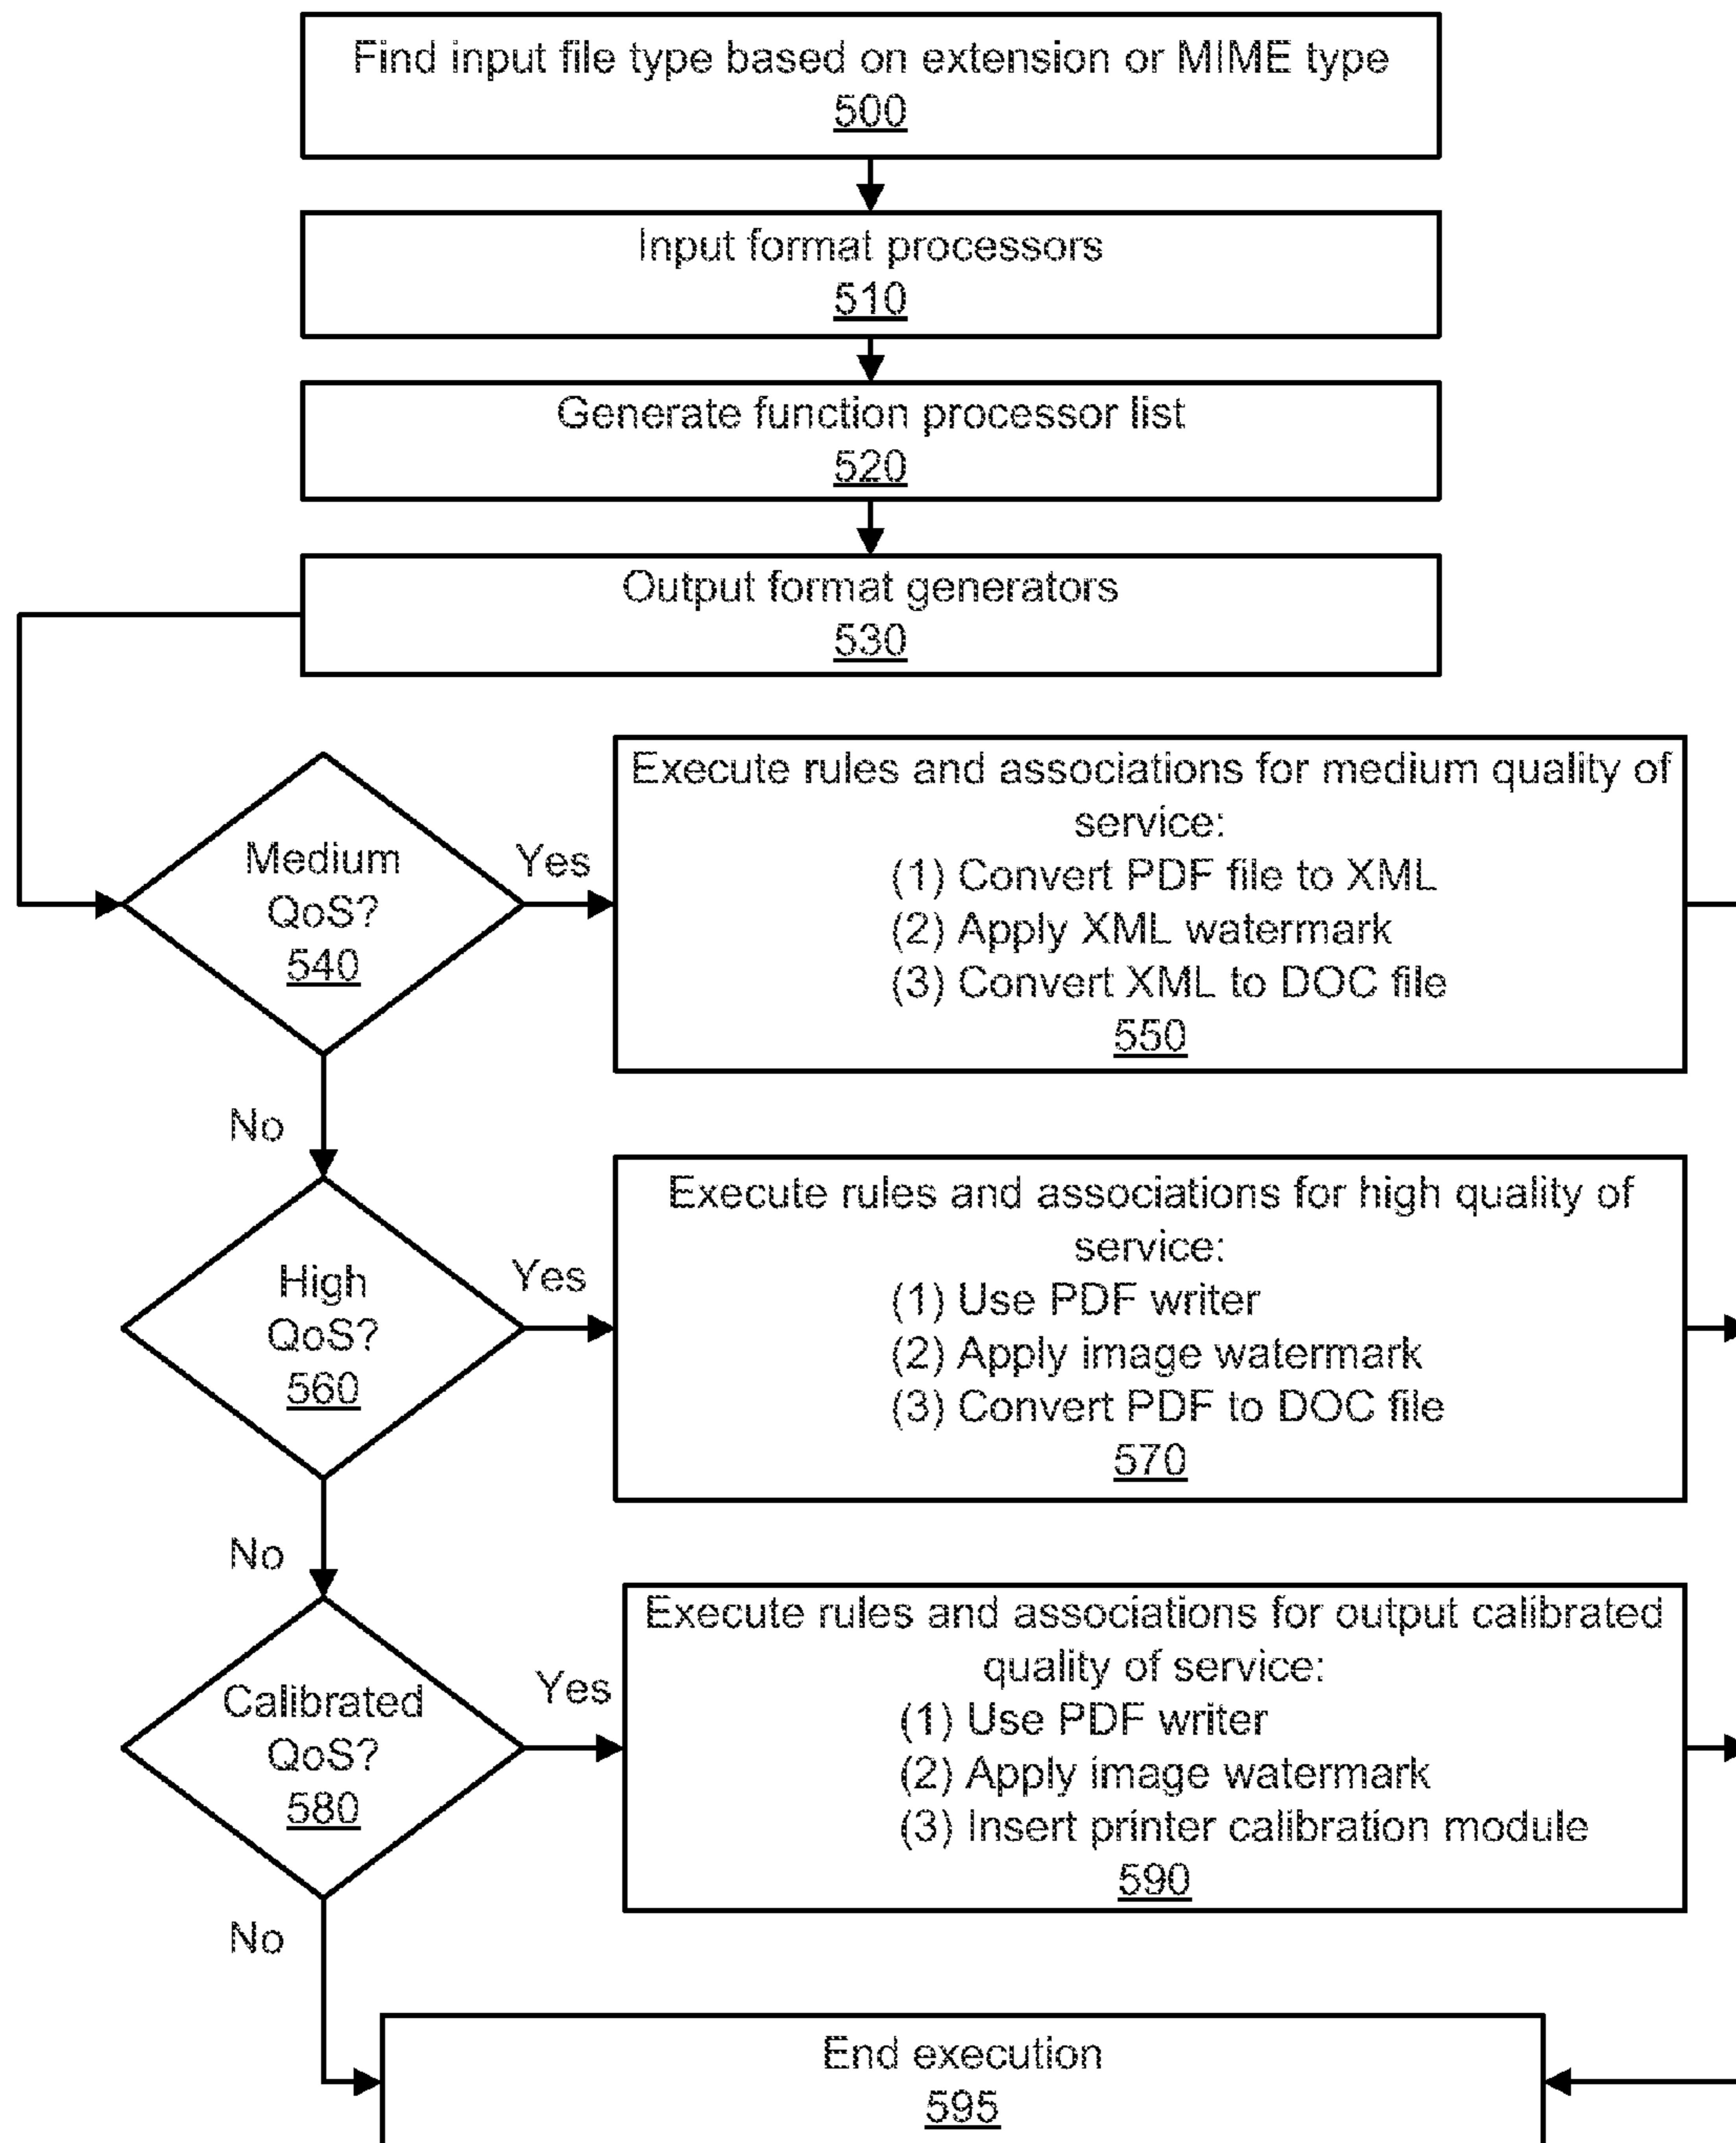 Find input file type based on extension or MIME type
500
Input format processors
510
Generate function processor list
520
Output format generators
530
Medium
QoS?
540
Yes
Execute rules and associations for medium quality of
service:
(1) Convert PDF file to XML
(2) Apply XML watermark
(3) Convert XML to DOC file
550
No
High
QoS?
560
Yes
Execute rules and associations for high quality of
service:
(1) Use PDF writer
(2) Apply image watermark
(3) Convert PDF to DOC file
570
No
Calibrated
QoS?
580
Yes
Execute rules and associations for output calibrated
quality of service:
(1) Use PDF writer
(2) Apply image watermark
(3) Insert printer calibration module
590
No
End execution
595